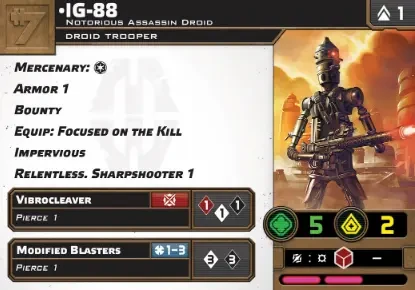 •IG-88
Notorious Assassin Droid
1
DROID TROOPER
Mercenary:
Armor 1
Bounty
Equip: Focused on the Kill
Impervious
Relentless. Sharpshooter 1
Vibrocleaver
1 1 1
Pierce 1
5 2
Modified Blasters 1-3
3 3
Pierce 1
: –